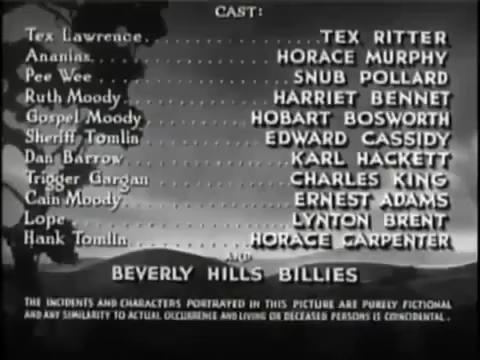 CAST:
Tex Lawrence.................TEX RITTER
Ananias.................HORACE MURPHY
Pee Wee.................SNUB POLLARD
Ruth Moody.................HARRIET BENNET
Gospel Moody.................HOBART BOSWORTH
Sheriff Tomlin.................EDWARD CASSIDY
Dan Barrow.................KARL HACKETT
Trigger Gargan.................CHARLES KING
Cain Moody.................ERNEST ADAMS
Lope.................LYNTON BRENT
Hank Tomlin.................HORACE CARPENTER
AND
BEVERLY HILLS BILLIES
THE INCIDENTS AND CHARACTERS PORTRAYED IN THIS PICTURE ARE PURELY FICTIONAL
AND ANY SIMILARITY TO ACTUAL OCCURRENCE AND LIVING OR DECEASED PERSONS IS COINCIDENTAL.